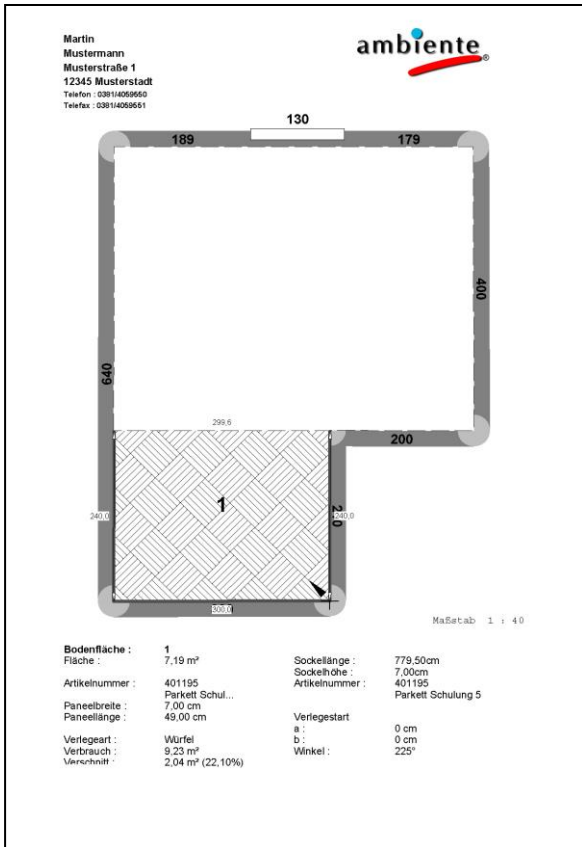 Martin
Mustermann
Musterstraße 1
12345 Musterstadt
Telefon : 0381/4059550
Telefax : 0381/4059551
ambiente®
130
189
179
400
640
299,6
200
1
240,0
240,0
300,0
Maßstab 1 : 40
Bodenfläche : 1
Fläche : 7,19 m²
Artikelnummer : 401195
Parkett Schul...
Paneelbreite : 7,00 cm
Paneellänge : 49,00 cm
Verlegeart : Würfel
Verbrauch : 9,23 m²
Verschnitt : 2,04 m² (22,10%)
Sockellänge : 779,50cm
Sockelhöhe : 7,00cm
Artikelnummer : 401195
Parkett Schulung 5
Verlegestart
a : 0 cm
b : 0 cm
Winkel : 225°